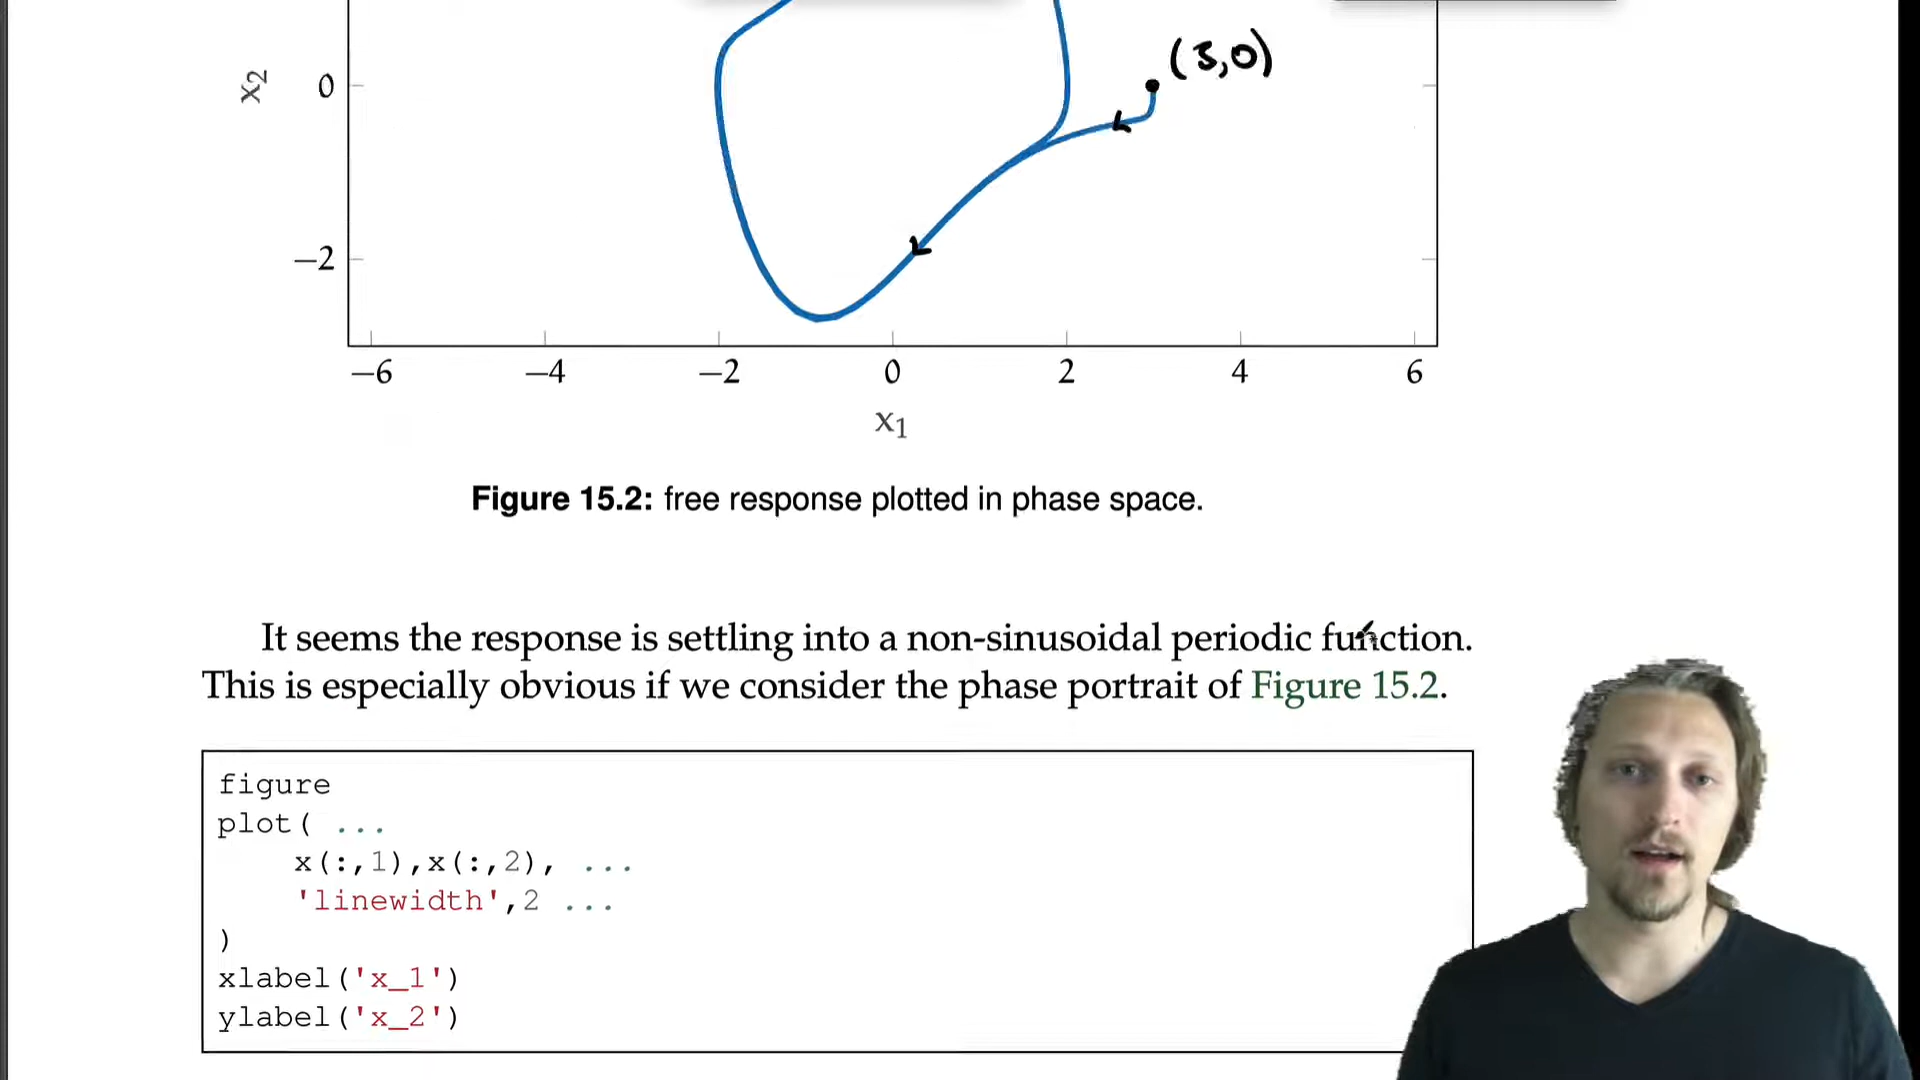 (3,0)
x2
0
−2
−6 −4 −2 0 2 4 6
x1
Figure 15.2: free response plotted in phase space.
It seems the response is settling into a non-sinusoidal periodic function.
This is especially obvious if we consider the phase portrait of Figure 15.2.
figure
plot( ...
x(:,1),x(:,2), ...
'linewidth',2 ...
)
xlabel('x_1')
ylabel('x_2')